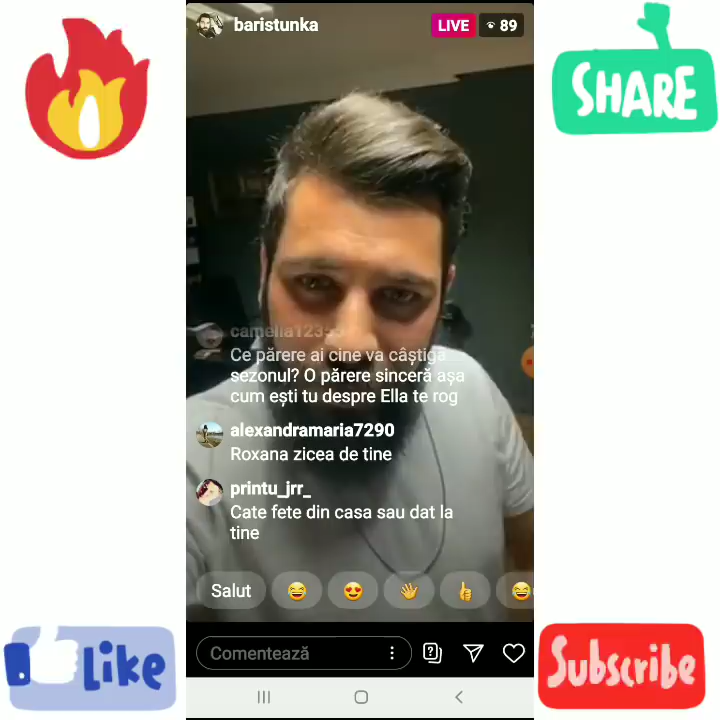 baristunka
LIVE
89
SHARE
camelia1235
Ce părere ai cine va câștiga
sezonul? O părere sinceră așa
cum ești tu despre Ella te rog
alexandramaria7290
Roxana zicea de tine
printu_jrr_
Cate fete din casa sau dat la
tine
Salut
Comentează
Like
Subscribe